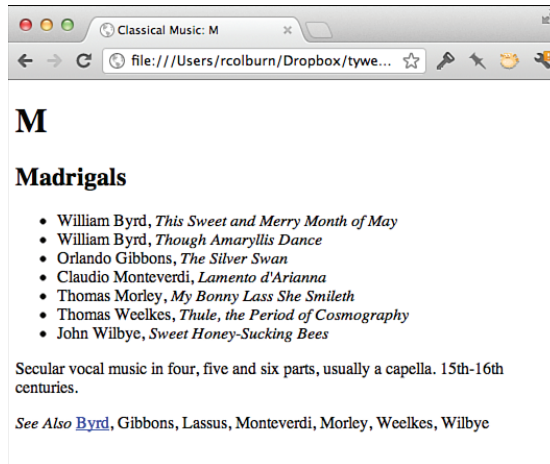 Classical Music: M
file:///Users/rcolburn/Dropbox/tywe...
M
Madrigals
• William Byrd, This Sweet and Merry Month of May
• William Byrd, Though Amaryllis Dance
• Orlando Gibbons, The Silver Swan
• Claudio Monteverdi, Lamento d'Arianna
• Thomas Morley, My Bonny Lass She Smileth
• Thomas Weelkes, Thule, the Period of Cosmography
• John Wilbye, Sweet Honey-Sucking Bees
Secular vocal music in four, five and six parts, usually a capella. 15th-16th
centuries.
See Also Byrd, Gibbons, Lassus, Monteverdi, Morley, Weelkes, Wilbye